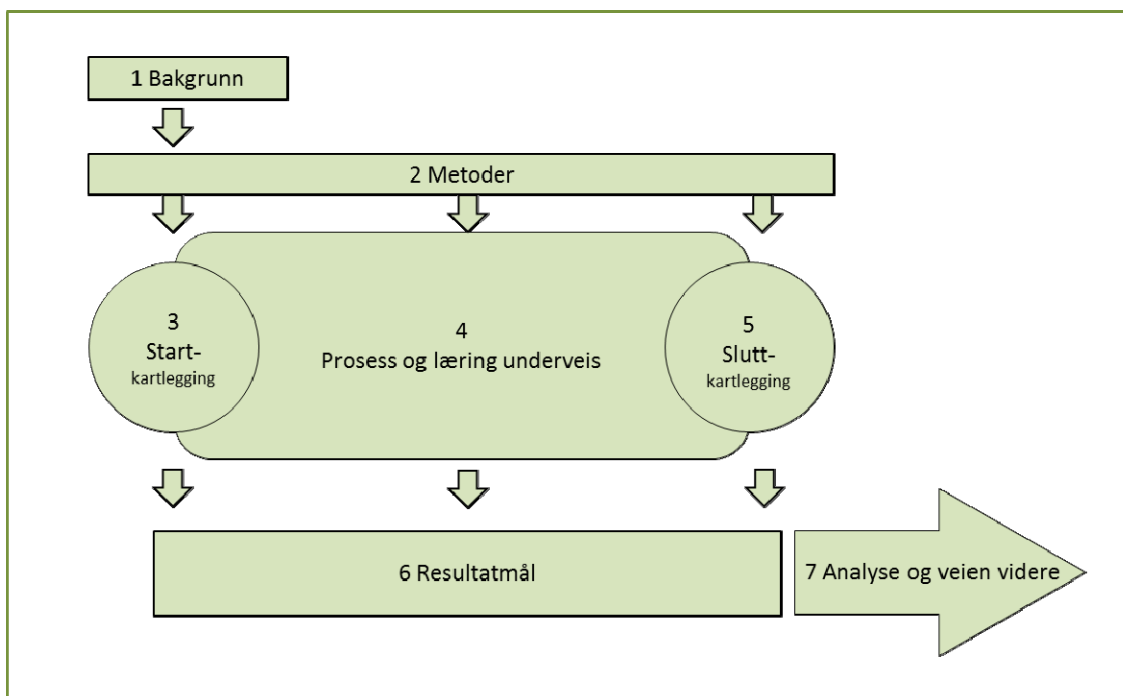 1 Bakgrunn
2 Metoder
3
Start-
kartlegging
4
Prosess og læring underveis
5
Slutt-
kartlegging
6 Resultatmål
7 Analyse og veien videre